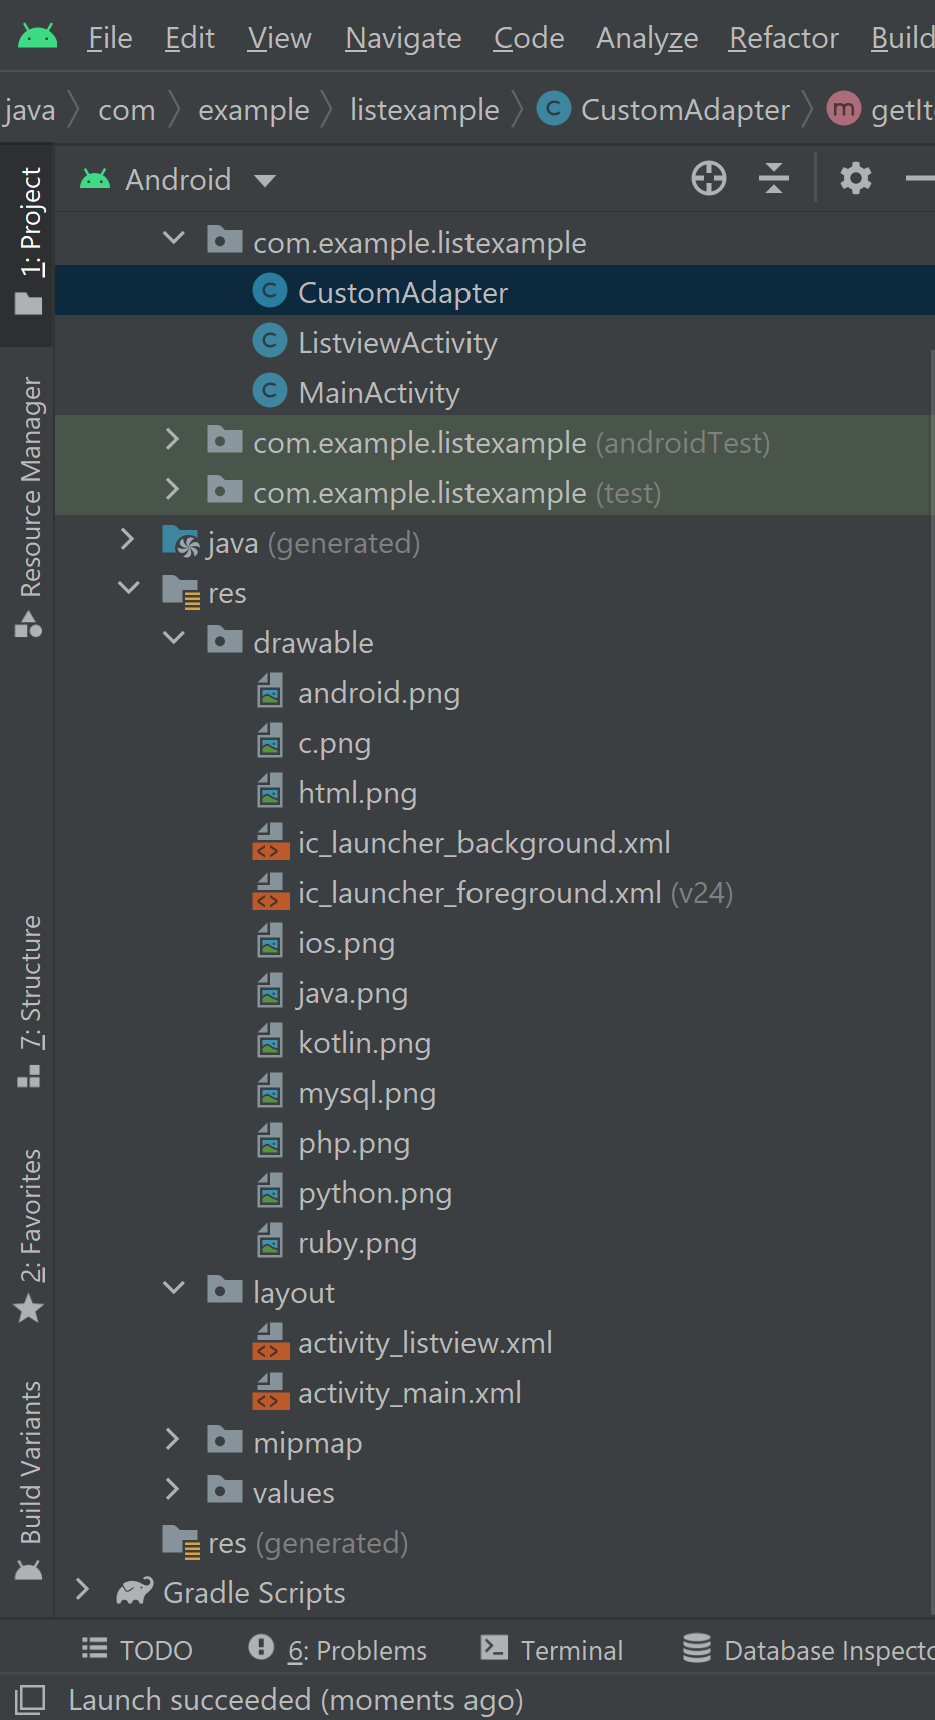 File Edit View Navigate Code Analyze Refactor Build
java com example listexample CustomAdapter getIt
Android
1: Project
Resource Manager
7: Structure
2: Favorites
Build Variants
com.example.listexample
C CustomAdapter
C ListviewActivity
C MainActivity
com.example.listexample (androidTest)
com.example.listexample (test)
java (generated)
res
drawable
android.png
c.png
html.png
ic_launcher_background.xml
ic_launcher_foreground.xml (v24)
ios.png
java.png
kotlin.png
mysql.png
php.png
python.png
ruby.png
layout
activity_listview.xml
activity_main.xml
mipmap
values
res (generated)
Gradle Scripts
TODO 6: Problems Terminal Database Inspecto
Launch succeeded (moments ago)